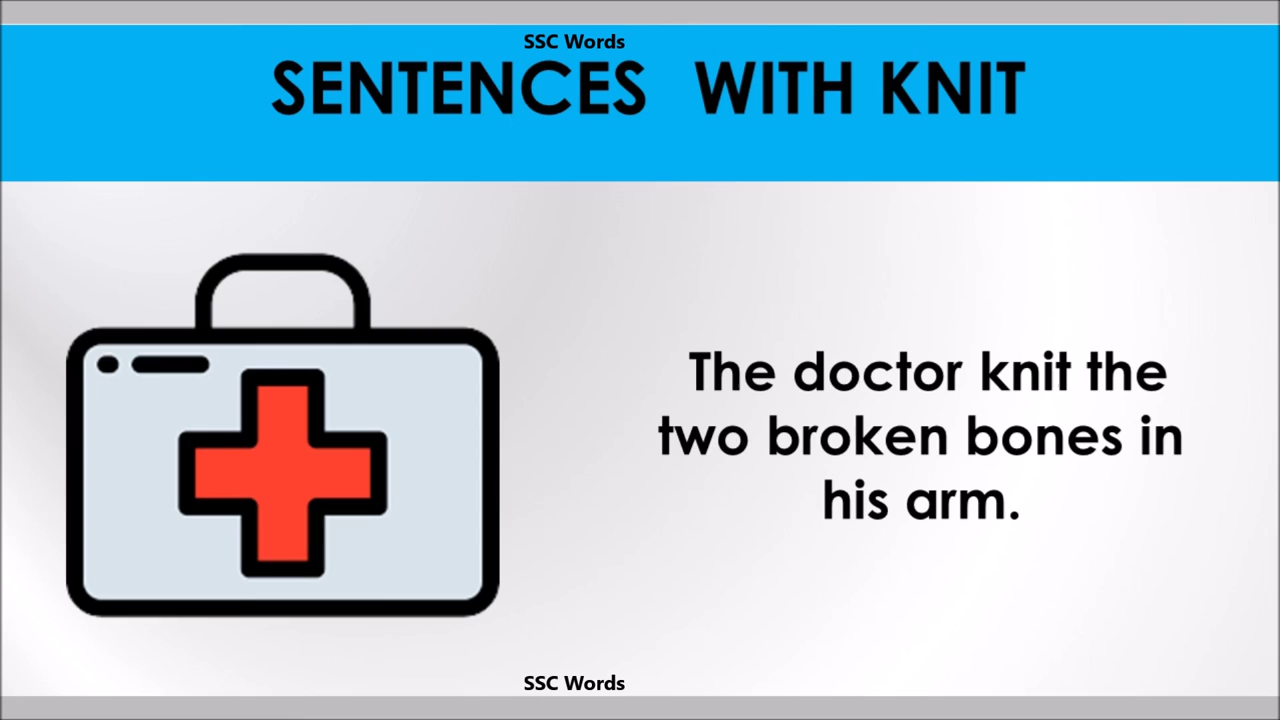 SSC Words
SENTENCES WITH KNIT
The doctor knit the
two broken bones in
his arm.
SSC Words